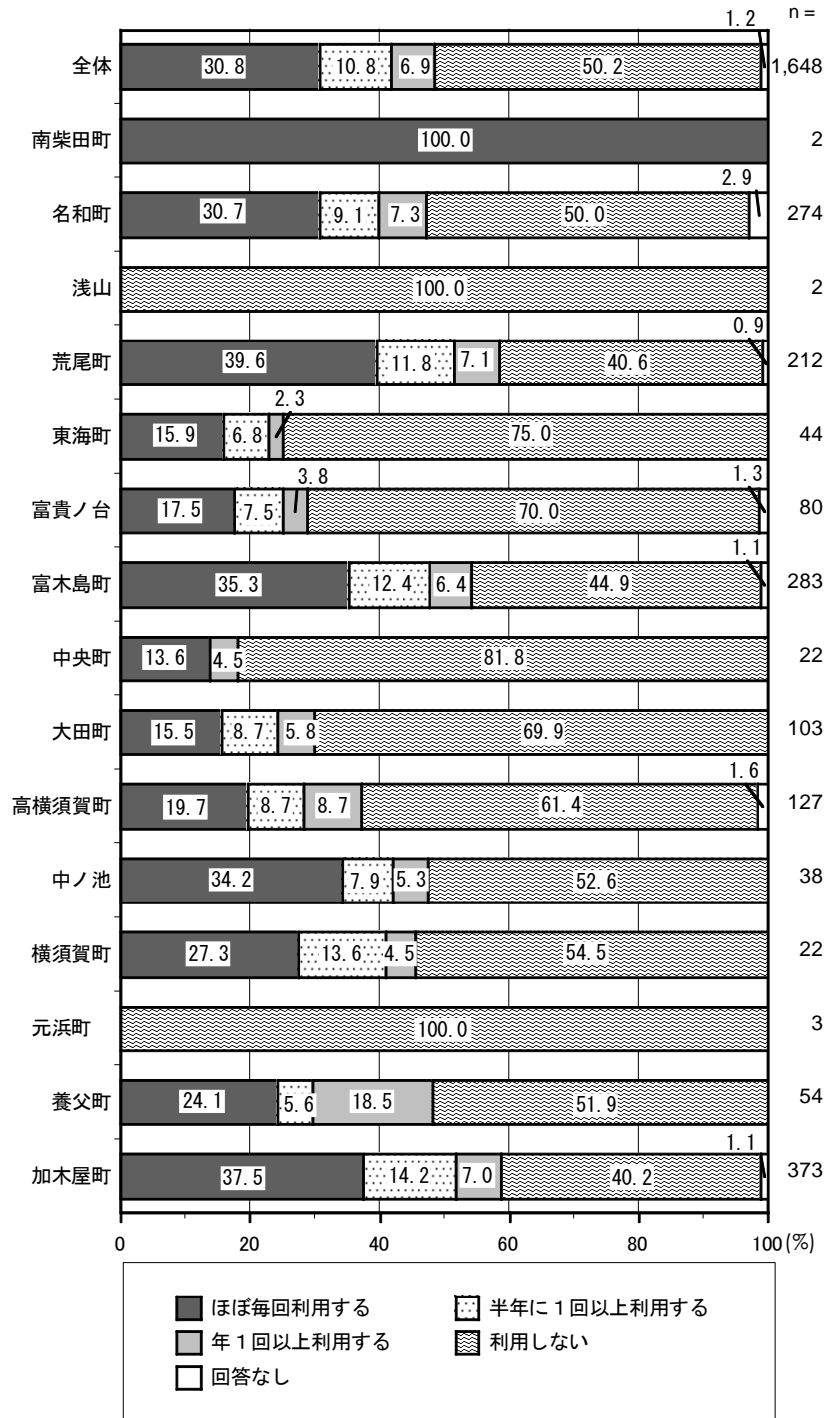 n =
1.2
全体 30.8 10.8 6.9 50.2 1,648
南柴田町 100.0 2
2.9
名和町 30.7 9.1 7.3 50.0 274
浅山 100.0 2
0.9
荒尾町 39.6 11.8 7.1 40.6 212
2.3
東海町 15.9 6.8 75.0 44
3.8 1.3
富貴ノ台 17.5 7.5 70.0 80
1.1
富木島町 35.3 12.4 6.4 44.9 283
中央町 13.6 4.5 81.8 22
大田町 15.5 8.7 5.8 69.9 103
1.6
高横須賀町 19.7 8.7 8.7 61.4 127
中ノ池 34.2 7.9 5.3 52.6 38
横須賀町 27.3 13.6 4.5 54.5 22
元浜町 100.0 3
養父町 24.1 5.6 18.5 51.9 54
1.1
加木屋町 37.5 14.2 7.0 40.2 373
0 20 40 60 80 100 (%)
ほぼ毎回利用する 半年に１回以上利用する
年１回以上利用する 利用しない
回答なし